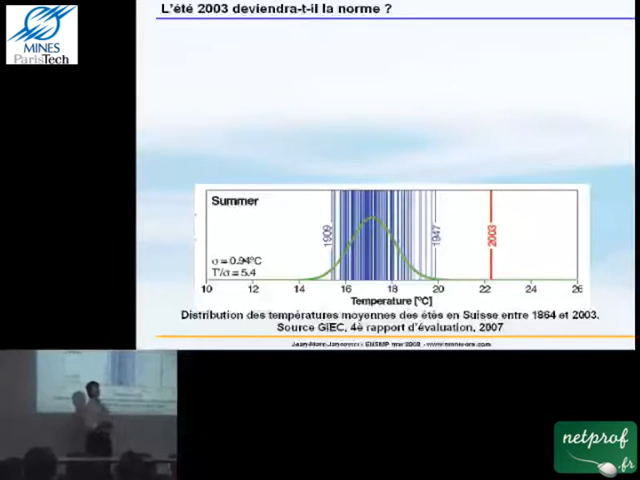 L'été 2003 deviendra-t-il la norme ?
MINES
ParisTech
Summer
1909
1947
2003
σ = 0.94°C
T'/σ = 5.4
10 12 14 16 18 20 22 24 26
Temperature [°C]
Distribution des températures moyennes des étés en Suisse entre 1864 et 2003.
Source GIEC, 4è rapport d'évaluation, 2007
Jean-Marc Jancovici - ENSMP mai 2008 - www.manicore.com
netprof
.fr